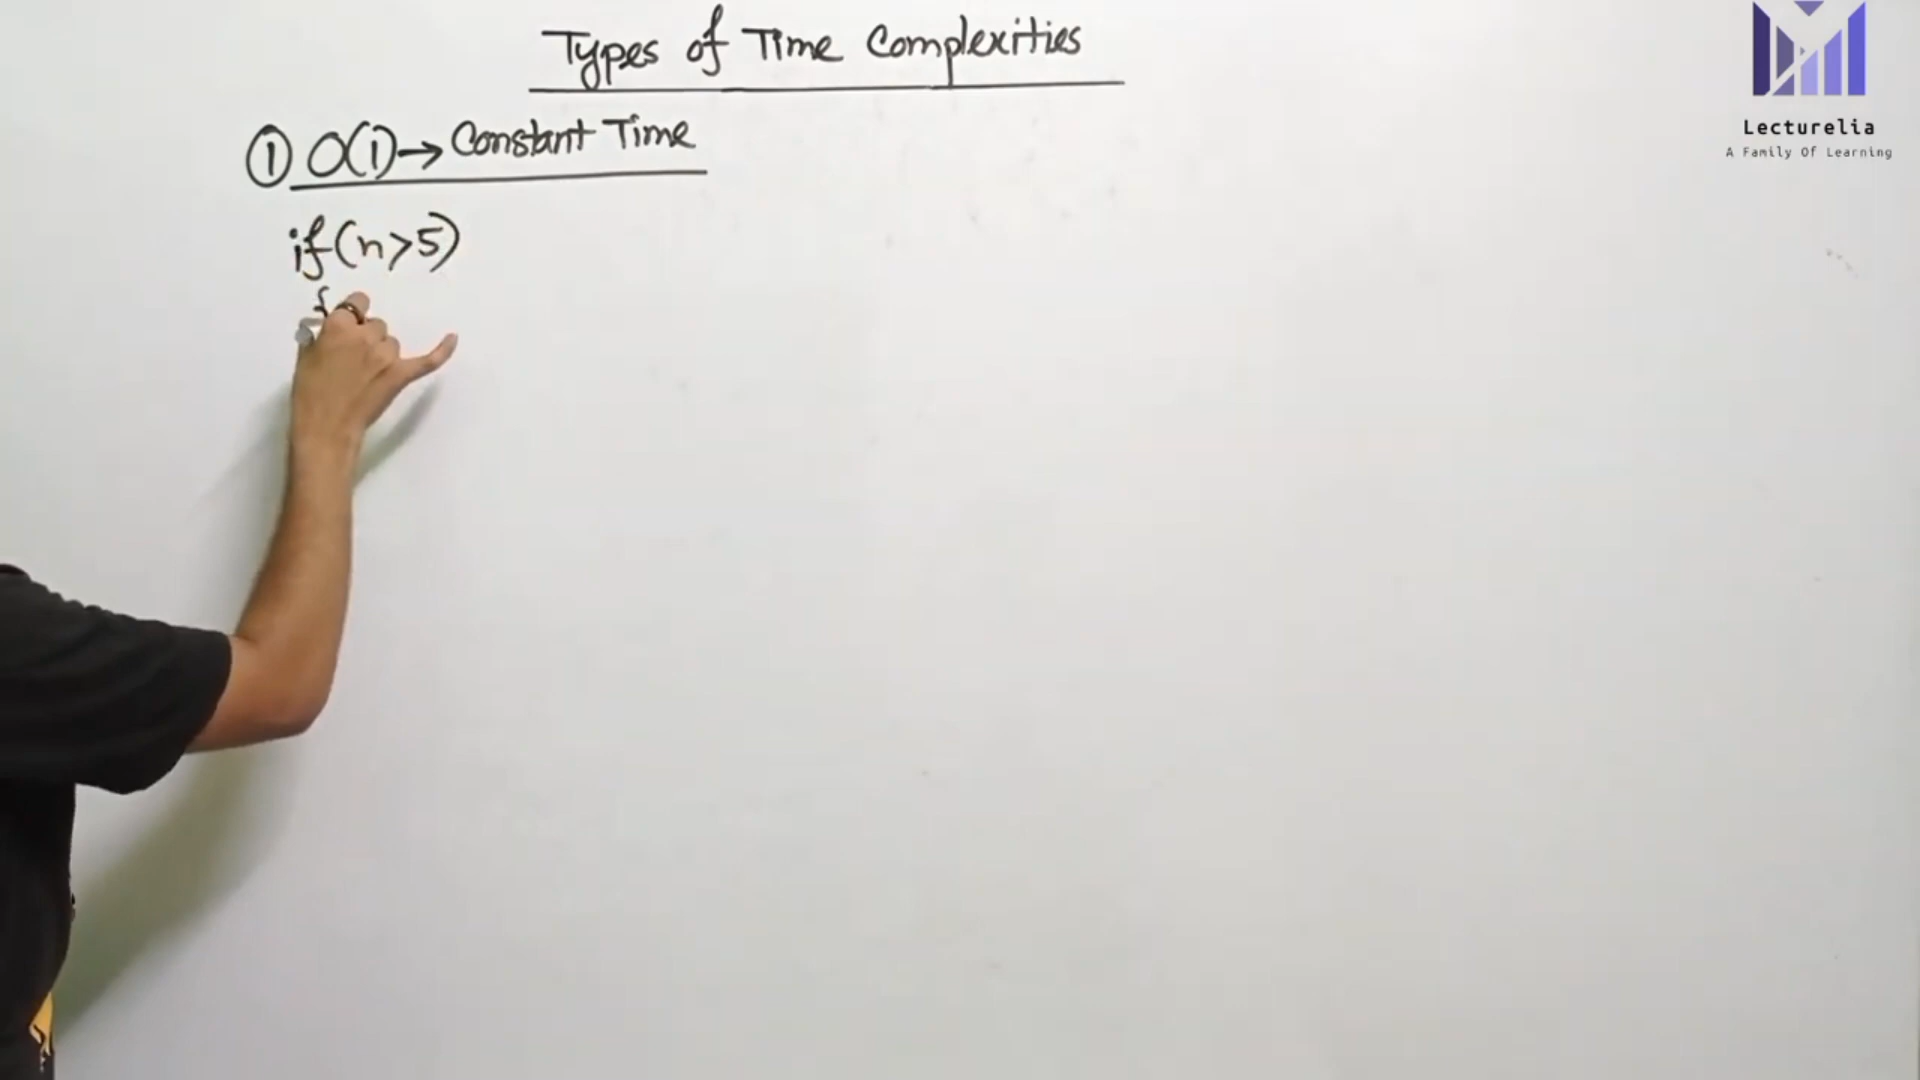 Types of Time Complexities
① O(1) → Constant Time
if (n>5)
{
Lecturelia
A Family Of Learning